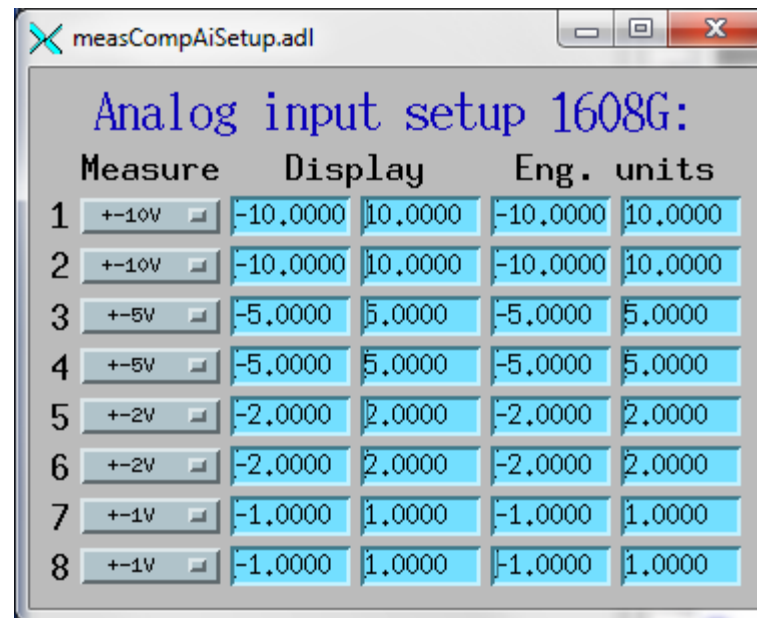 measCompAiSetup.adl
Analog input setup 1608G:
Measure Display Eng. units
1 +-10V -10.0000 10.0000 -10.0000 10.0000
2 +-10V -10.0000 10.0000 -10.0000 10.0000
3 +-5V -5.0000 5.0000 -5.0000 5.0000
4 +-5V -5.0000 5.0000 -5.0000 5.0000
5 +-2V -2.0000 2.0000 -2.0000 2.0000
6 +-2V -2.0000 2.0000 -2.0000 2.0000
7 +-1V -1.0000 1.0000 -1.0000 1.0000
8 +-1V -1.0000 1.0000 -1.0000 1.0000